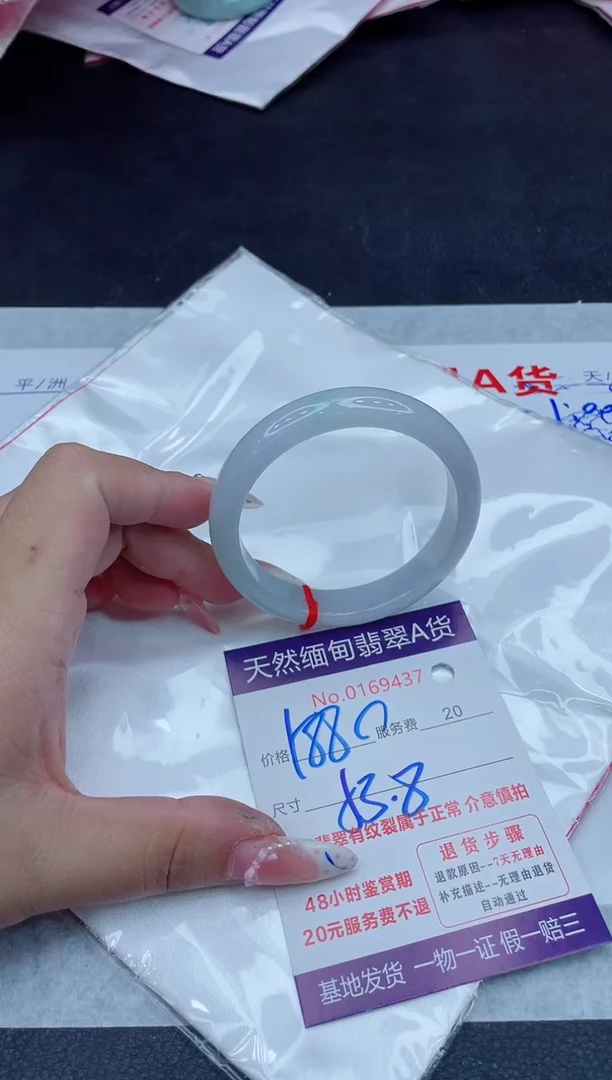 平/洲
A货
天然缅甸翡翠A货
No.0169437
价格 1880 服务费 20
尺寸
翡翠有纹裂属于正常 介意慎拍
退货步骤
退款原因--7天无理由
补充描述--无理由退货
自动通过
48小时鉴赏期
20元服务费不退
基地发货 一物一证 假一赔三